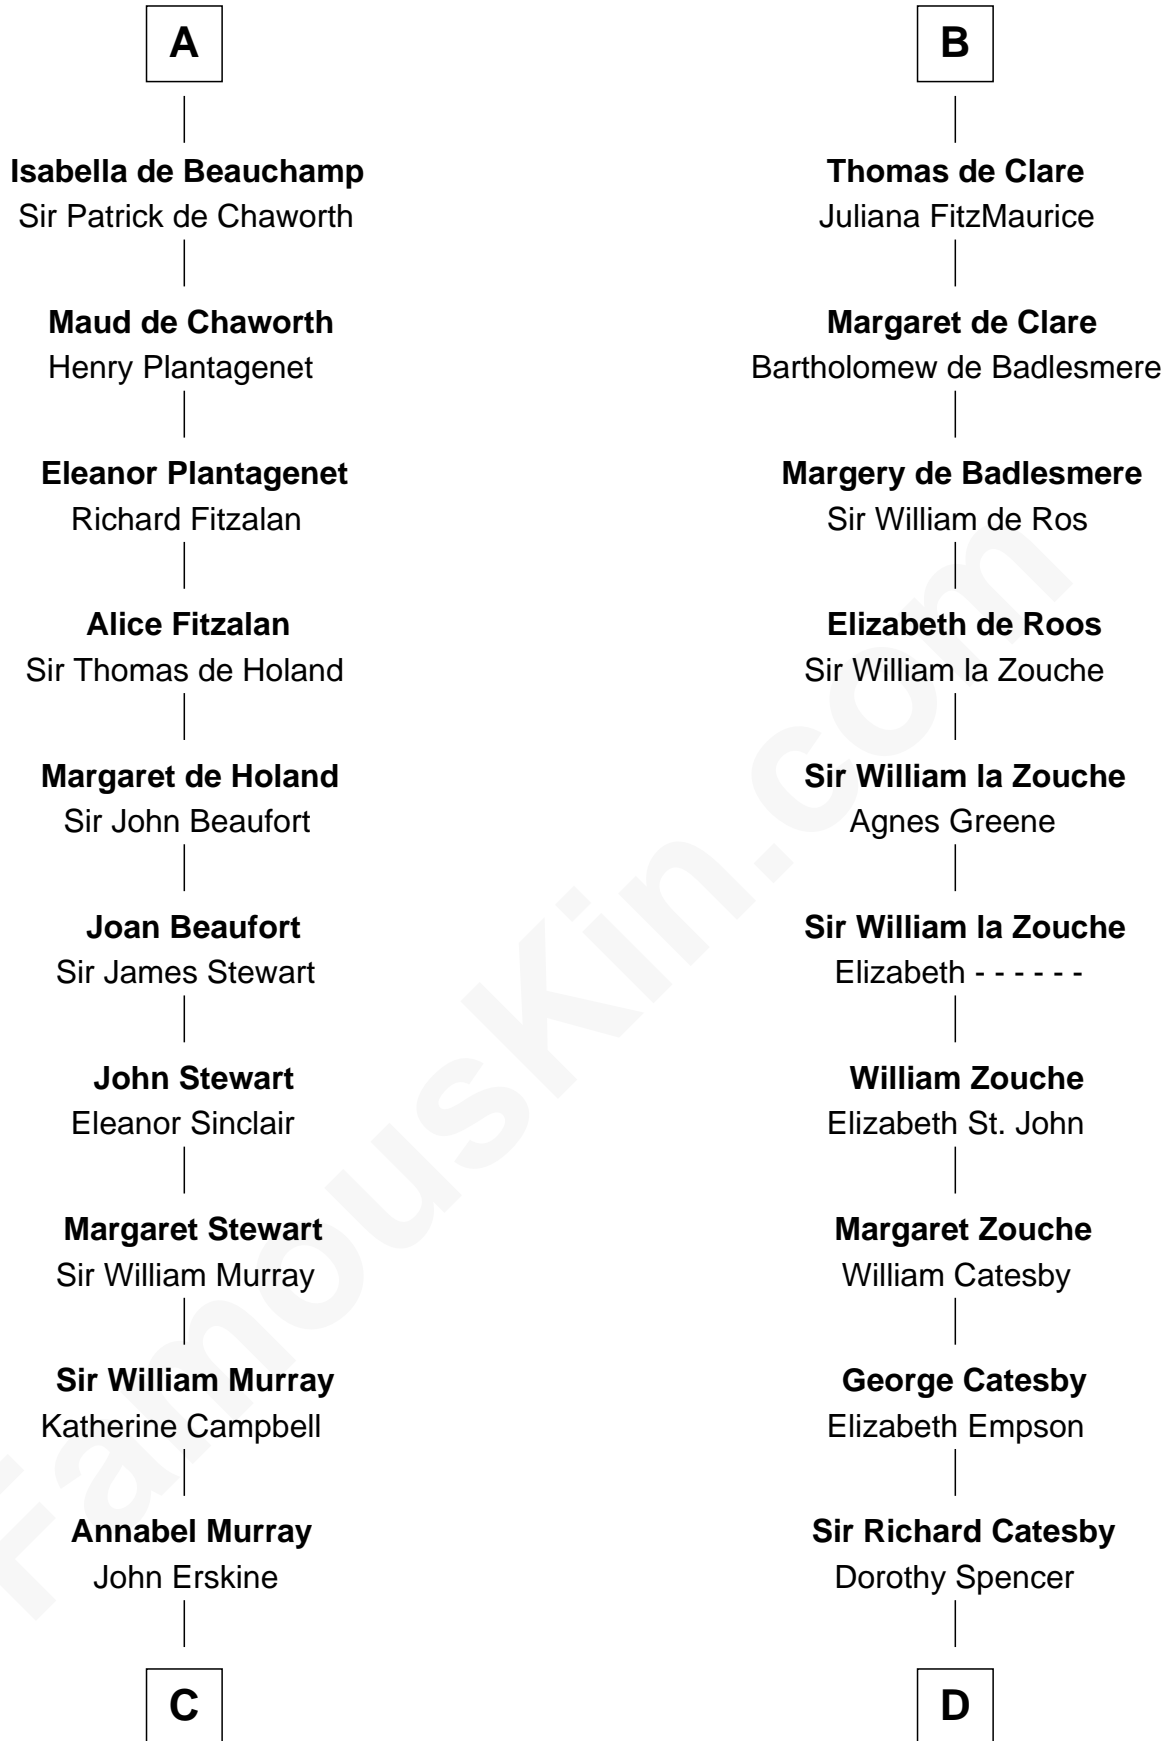 A
Isabella de Beauchamp
Sir Patrick de Chaworth
Maud de Chaworth
Henry Plantagenet
Eleanor Plantagenet
Richard Fitzalan
Alice Fitzalan
Sir Thomas de Holand
Margaret de Holand
Sir John Beaufort
Joan Beaufort
Sir James Stewart
John Stewart
Eleanor Sinclair
Margaret Stewart
Sir William Murray
Sir William Murray
Katherine Campbell
Annabel Murray
John Erskine
C
B
Thomas de Clare
Juliana FitzMaurice
Margaret de Clare
Bartholomew de Badlesmere
Margery de Badlesmere
Sir William de Ros
Elizabeth de Roos
Sir William la Zouche
Sir William la Zouche
Agnes Greene
Sir William la Zouche
Elizabeth - - - - - -
William Zouche
Elizabeth St. John
Margaret Zouche
William Catesby
George Catesby
Elizabeth Empson
Sir Richard Catesby
Dorothy Spencer
D
FamousKin.com